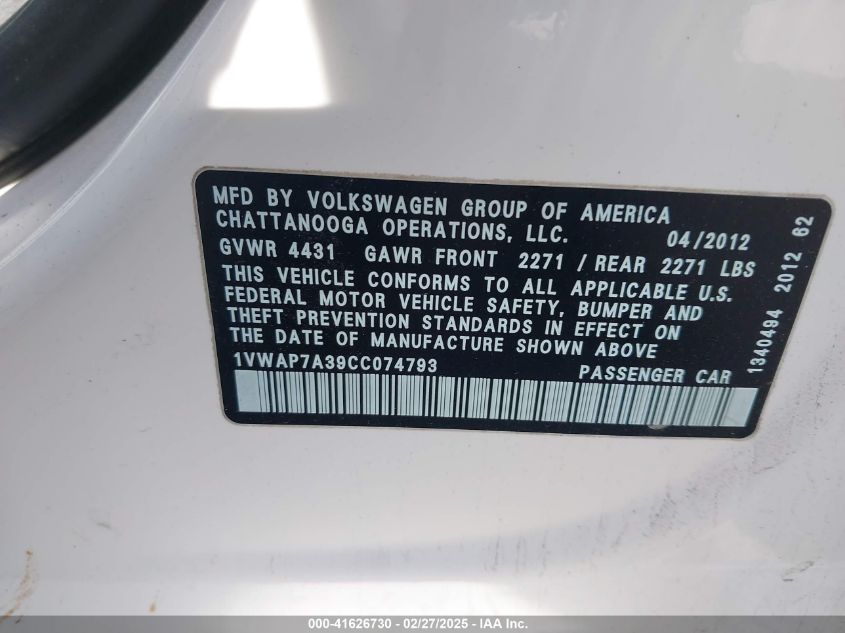 MFD BY VOLKSWAGEN GROUP OF AMERICA
CHATTANOOGA OPERATIONS, LLC. 04/2012
GVWR 4431 GAWR FRONT 2271 / REAR 2271 LBS
THIS VEHICLE CONFORMS TO ALL APPLICABLE U.S.
FEDERAL MOTOR VEHICLE SAFETY, BUMPER AND
THEFT PREVENTION STANDARDS IN EFFECT ON
THE DATE OF MANUFACTURE SHOWN ABOVE
1VWAP7A39CC074793 PASSENGER CAR
1340494 2012 62
000-41626730 - 02/27/2025 - IAA Inc.